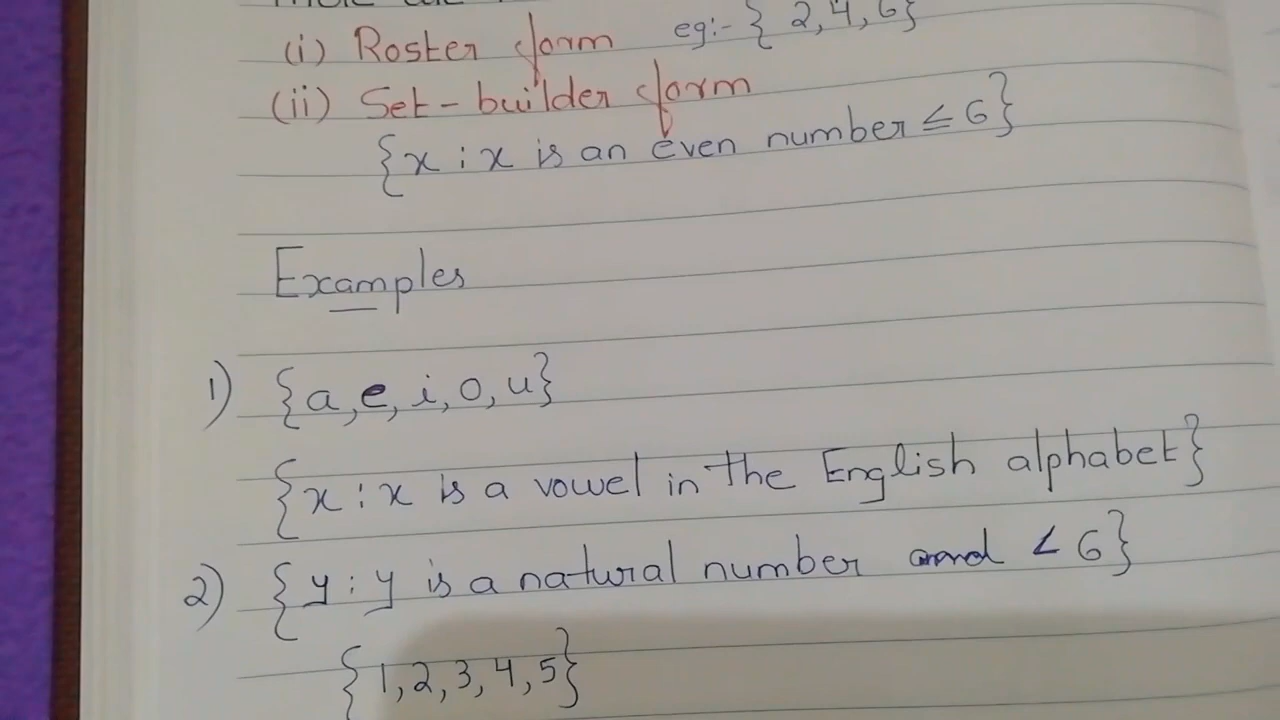 (i) Roster form eg:- { 2, 4, 6}
(ii) Set-builder form
{x : x is an even number ≤ 6}
Examples
1) {a, e, i, o, u}
{x : x is a vowel in the English alphabet}
2) {y : y is a natural number and < 6}
{1, 2, 3, 4, 5}